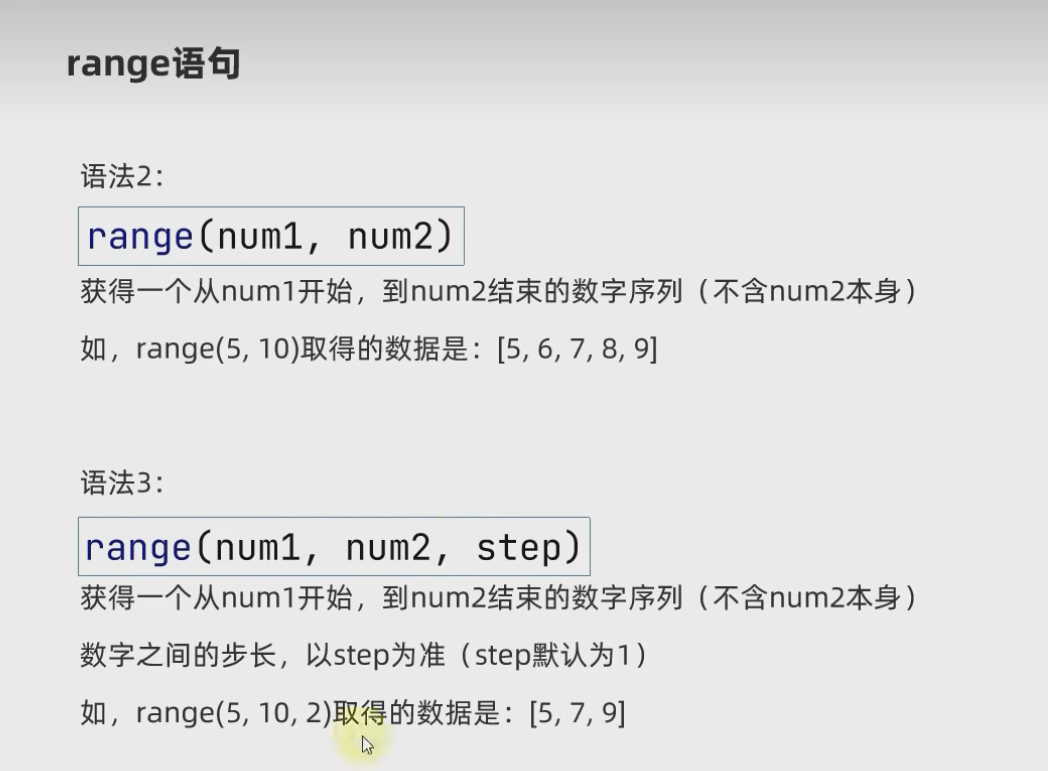 range语句
语法2：
range(num1, num2)
获得一个从num1开始，到num2结束的数字序列（不含num2本身）
如，range(5, 10)取得的数据是：[5, 6, 7, 8, 9]
语法3：
range(num1, num2, step)
获得一个从num1开始，到num2结束的数字序列（不含num2本身）
数字之间的步长，以step为准（step默认为1）
如，range(5, 10, 2)取得的数据是：[5, 7, 9]